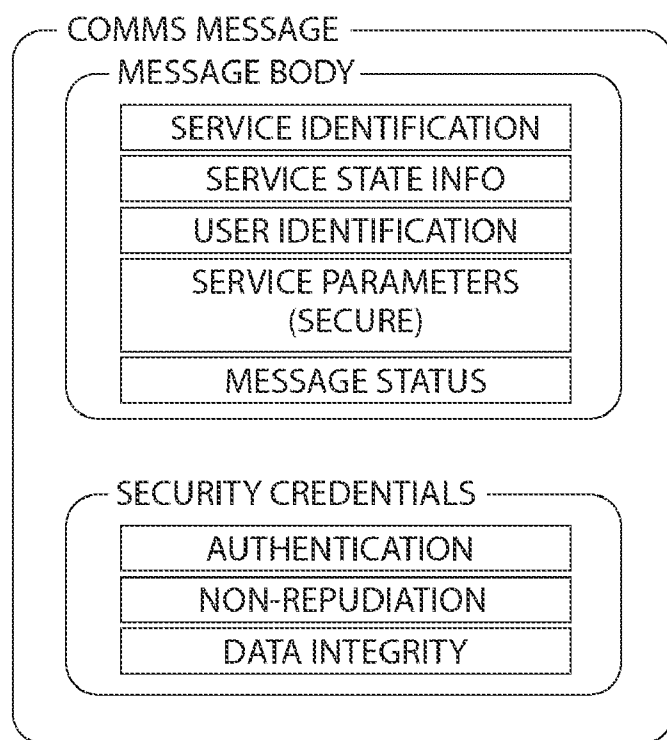 COMMS MESSAGE
MESSAGE BODY
SERVICE IDENTIFICATION
SERVICE STATE INFO
USER IDENTIFICATION
SERVICE PARAMETERS
(SECURE)
MESSAGE STATUS
SECURITY CREDENTIALS
AUTHENTICATION
NON-REPUDIATION
DATA INTEGRITY